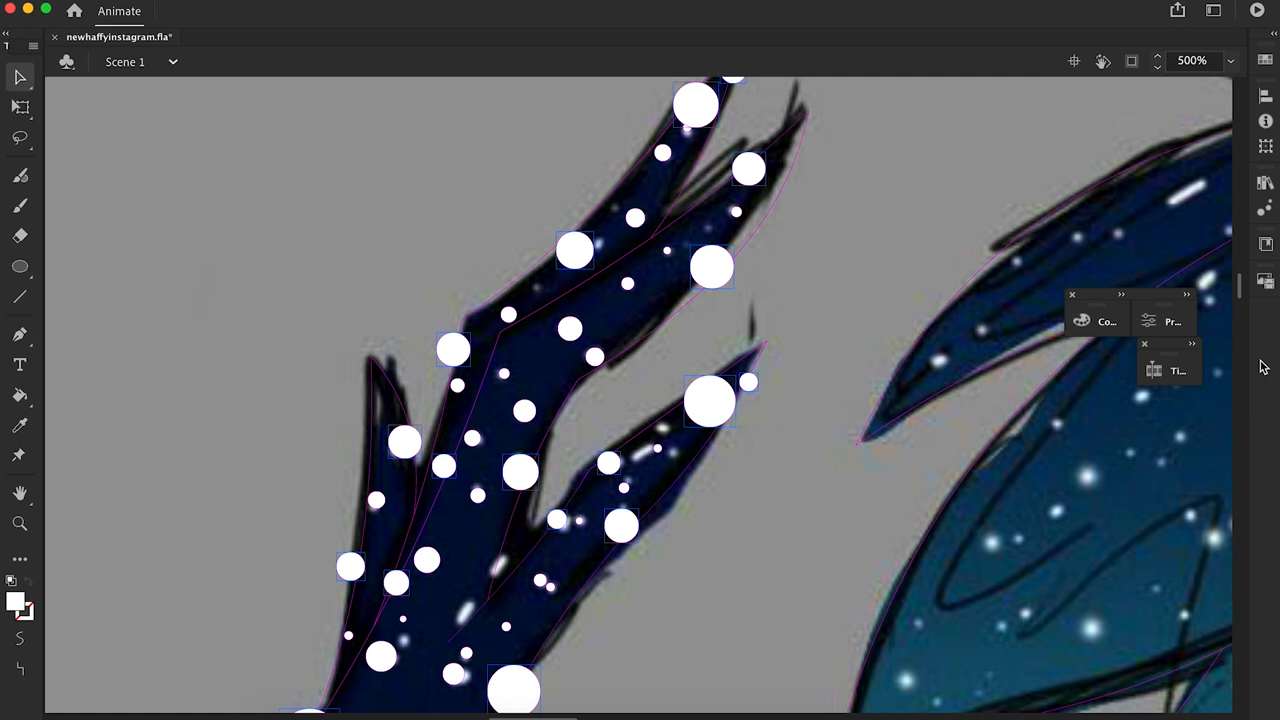 Animate
newhaffyinstagram.fla*
T
Scene 1
500%
Co...
Pr...
Ti...